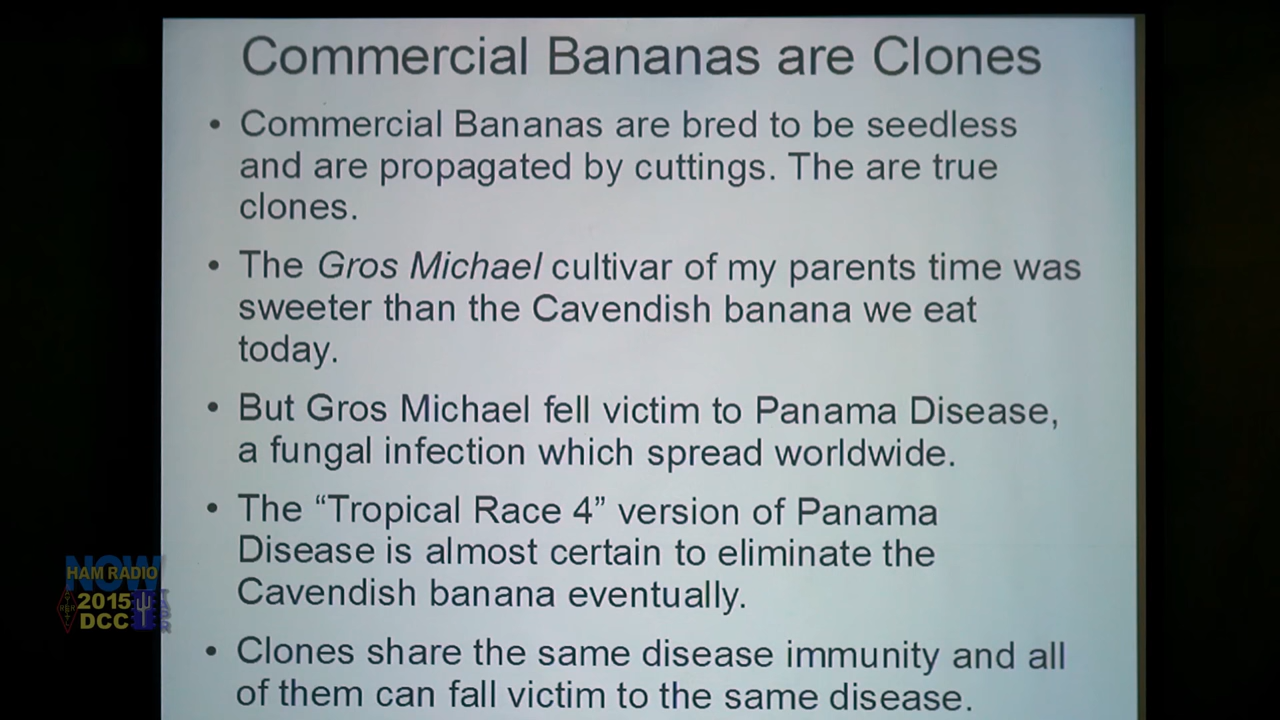 Commercial Bananas are Clones
• Commercial Bananas are bred to be seedless
and are propagated by cuttings. The are true
clones.
• The Gros Michael cultivar of my parents time was
sweeter than the Cavendish banana we eat
today.
• But Gros Michael fell victim to Panama Disease,
a fungal infection which spread worldwide.
• The “Tropical Race 4” version of Panama
Disease is almost certain to eliminate the
Cavendish banana eventually.
• Clones share the same disease immunity and all
of them can fall victim to the same disease.
NOW
HAM RADIO
2015
DCC